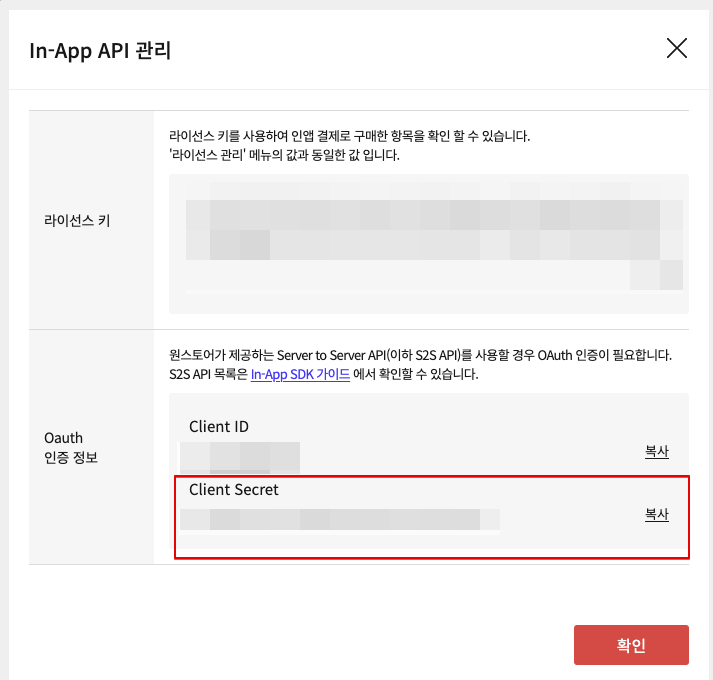 In-App API 관리
라이선스 키
라이선스 키를 사용하여 인앱 결제로 구매한 항목을 확인 할 수 있습니다.
'라이선스 관리' 메뉴의 값과 동일한 값 입니다.
Oauth
인증 정보
원스토어가 제공하는 Server to Server API(이하 S2S API)를 사용할 경우 OAuth 인증이 필요합니다.
S2S API 목록은 In-App SDK 가이드 에서 확인할 수 있습니다.
Client ID
복사
Client Secret
복사
확인